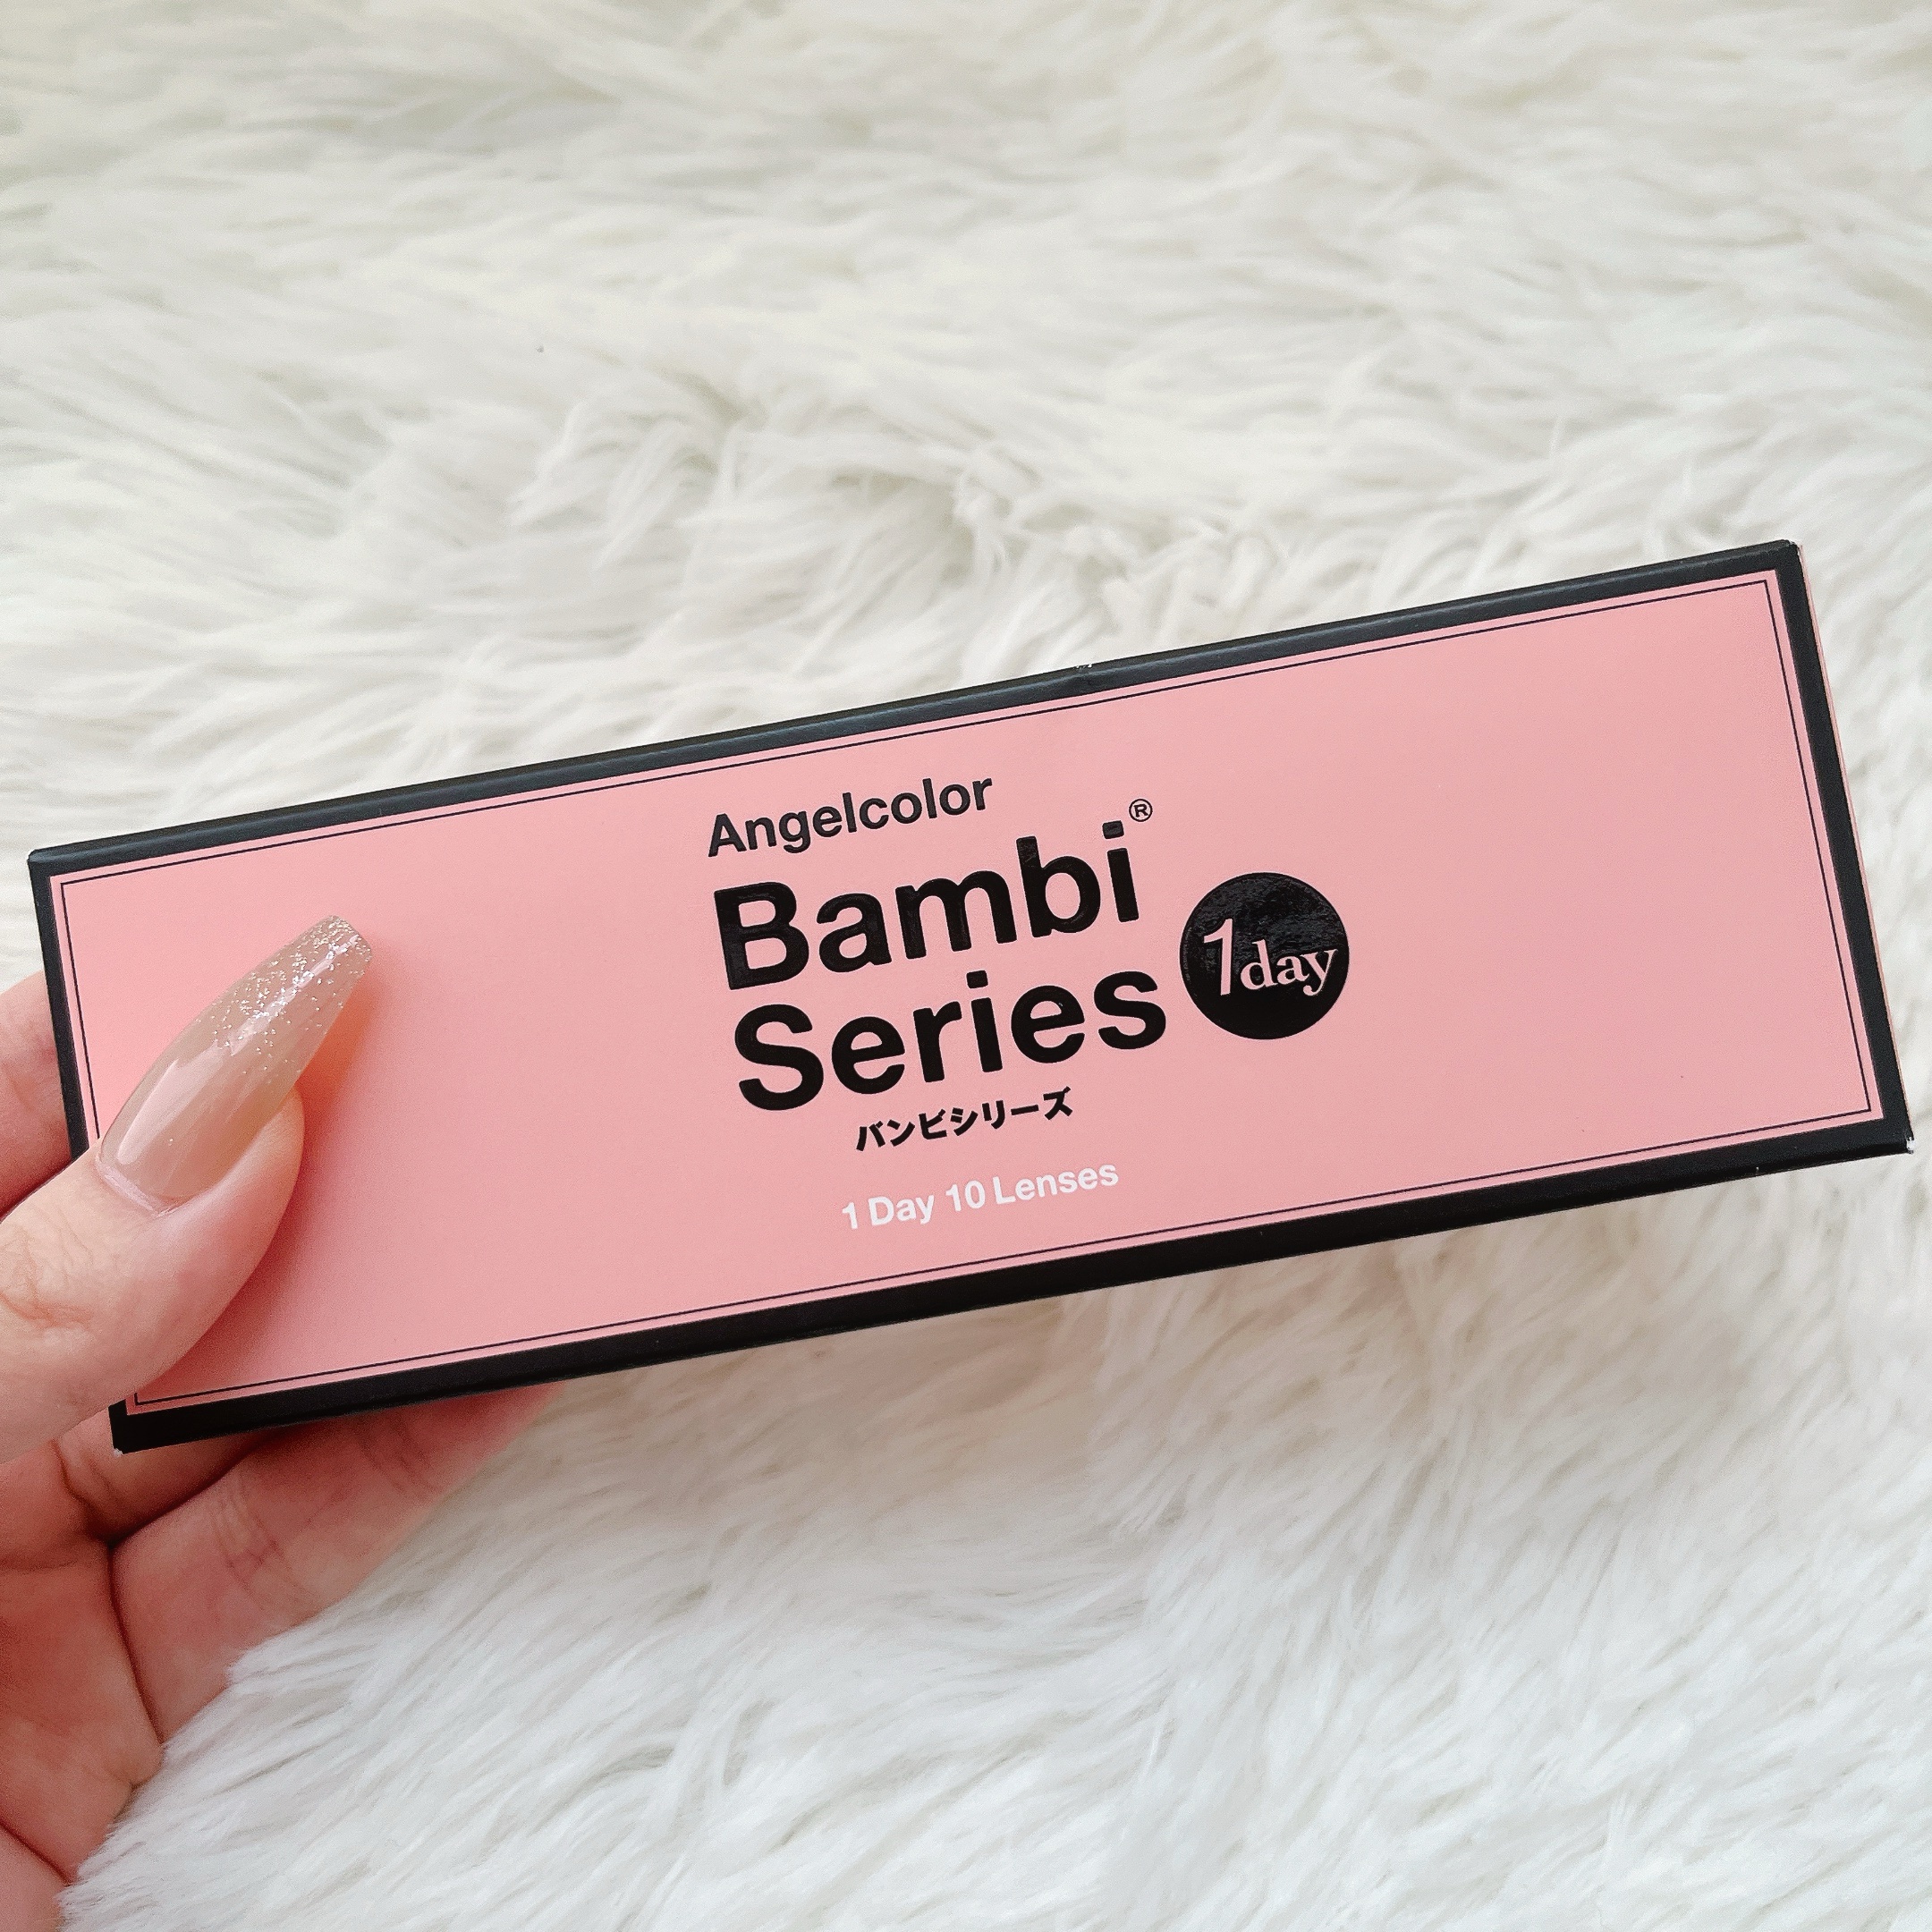 Angelcolor
Bambi®
Series
1day
バンビシリーズ
1 Day 10 Lenses